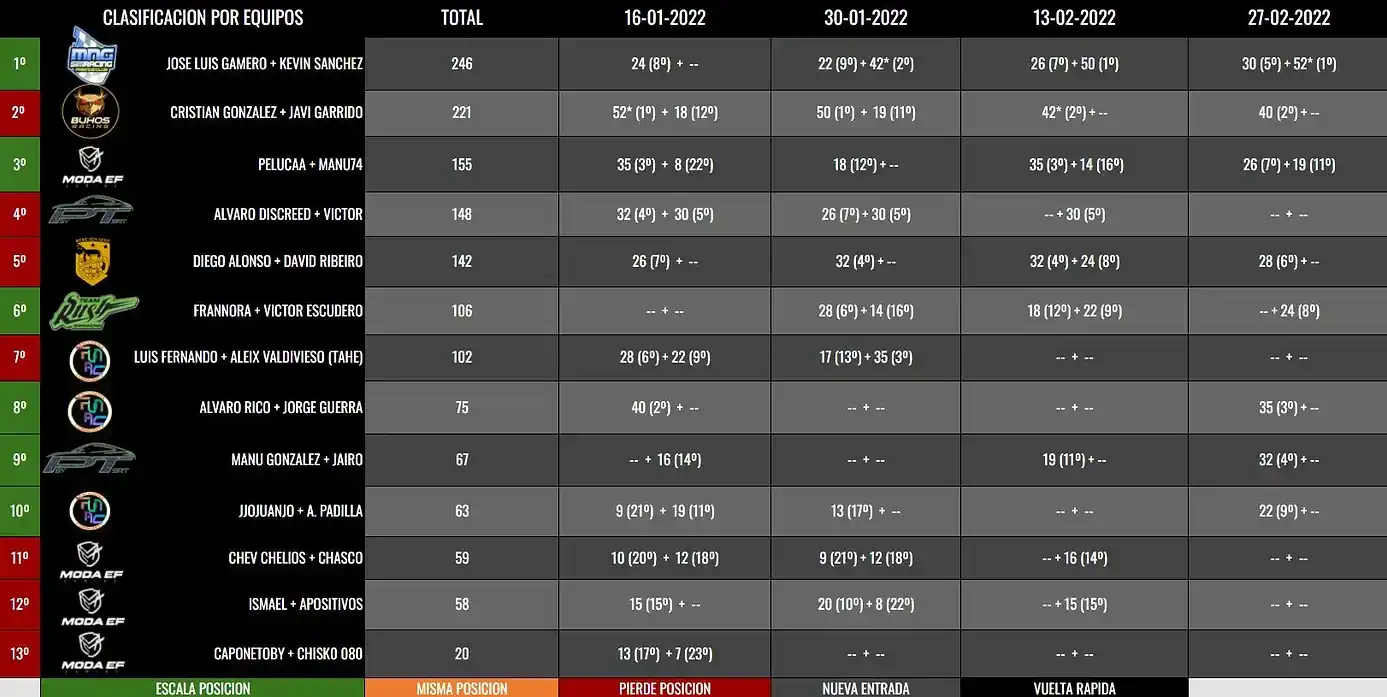 CLASIFICACION POR EQUIPOS TOTAL 16-01-2022 30-01-2022 13-02-2022 27-02-2022
1º MNG SIMRACING JOSE LUIS GAMERO + KEVIN SANCHEZ 246 24 (8º) + -- 22 (9º) + 42* (2º) 26 (7º) + 50 (1º) 30 (5º) + 52* (1º)
2º BUHOS RACING CRISTIAN GONZALEZ + JAVI GARRIDO 221 52* (1º) + 18 (12º) 50 (1º) + 19 (11º) 42* (2º) + -- 40 (2º) + --
3º MODA EF PELUCAA + MANU74 155 35 (3º) + 8 (22º) 18 (12º) + -- 35 (3º) + 14 (16º) 26 (7º) + 19 (11º)
4º PT ALVARO DISCREED + VICTOR 148 32 (4º) + 30 (5º) 26 (7º) + 30 (5º) -- + 30 (5º) -- + --
5º DIEGO ALONSO + DAVID RIBEIRO 142 26 (7º) + -- 32 (4º) + -- 32 (4º) + 24 (8º) 28 (6º) + --
6º TEAM Rush FRANNORA + VICTOR ESCUDERO 106 -- + -- 28 (6º) + 14 (16º) 18 (12º) + 22 (9º) -- + 24 (8º)
7º LUIS FERNANDO + ALEIX VALDIVIESO (TAHE) 102 28 (6º) + 22 (9º) 17 (13º) + 35 (3º) -- + -- -- + --
8º ALVARO RICO + JORGE GUERRA 75 40 (2º) + -- -- + -- -- + -- 35 (3º) + --
9º PT MANU GONZALEZ + JAIRO 67 -- + 16 (14º) -- + -- 19 (11º) + -- 32 (4º) + --
10º JJOJUANJO + A. PADILLA 63 9 (21º) + 19 (11º) 13 (17º) + -- -- + -- 22 (9º) + --
11º MODA EF CHEV CHELIOS + CHASCO 59 10 (20º) + 12 (18º) 9 (21º) + 12 (18º) -- + 16 (14º) -- + --
12º MODA EF ISMAEL + APOSITIVOS 58 15 (15º) + -- 20 (10º) + 8 (22º) -- + 15 (15º) -- + --
13º MODA EF CAPONETOBY + CHISKO 080 20 13 (17º) + 7 (23º) -- + -- -- + -- -- + --
ESCALA POSICION MISMA POSICION PIERDE POSICION NUEVA ENTRADA VUELTA RAPIDA